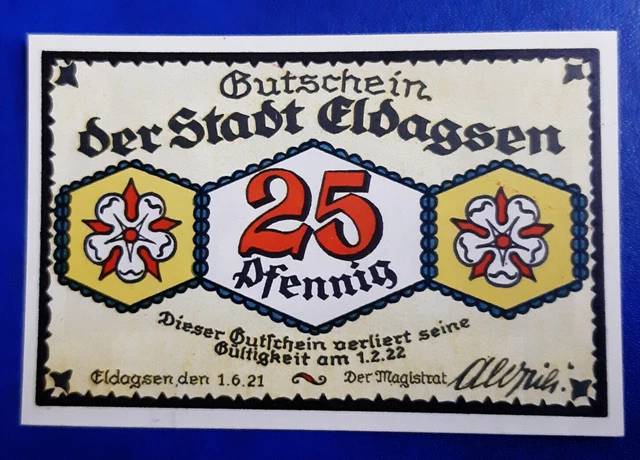 Gutschein
der Stadt Eldagssen
25
Pfennig
Dieser Gutschein verliert seine
Gültigkeit am 1.2.22
Eldagsen, den 1.6.21 Der Magistrat